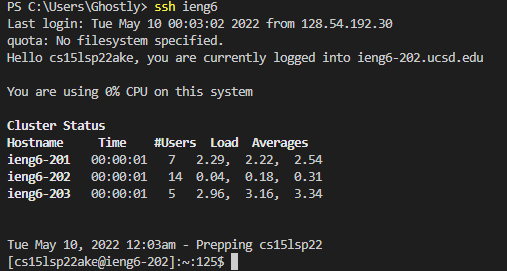 PS C:\Users\Ghostly> ssh ieng6
Last login: Tue May 10 00:03:02 2022 from 128.54.192.30
quota: No filesystem specified.
Hello cs15lsp22ake, you are currently logged into ieng6-202.ucsd.edu
You are using 0% CPU on this system
Cluster Status
Hostname     Time    #Users  Load  Averages
ieng6-201   00:00:01   7   2.29,  2.22,  2.54
ieng6-202   00:00:01   14  0.04,  0.18,  0.31
ieng6-203   00:00:01   5   2.96,  3.16,  3.34
Tue May 10, 2022 12:03am - Prepping cs15lsp22
[cs15lsp22ake@ieng6-202]:~:125$